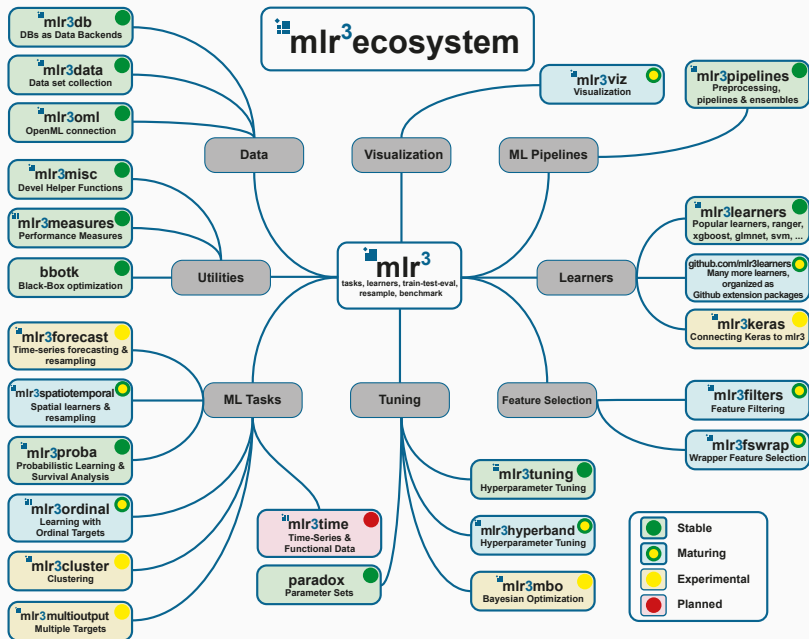 mlr3ecosystem
mlr3db
DBs as Data Backends
mlr3data
Data set collection
mlr3oml
OpenML connection
mlr3misc
Devel Helper Functions
mlr3measures
Performance Measures
bbotk
Black-Box optimization
mlr3forecast
Time-series forecasting &
resampling
mlr3spatiotemporal
Spatial learners &
resampling
mlr3proba
Probabilistic Learning &
Survival Analysis
mlr3ordinal
Learning with
Ordinal Targets
mlr3cluster
Clustering
mlr3multioutput
Multiple Targets
Data
Utilities
ML Tasks
mlr3time
Time-Series &
Functional Data
paradox
Parameter Sets
Visualization
mlr3
tasks, learners, train-test-eval,
resample, benchmark
Tuning
mlr3viz
Visualization
ML Pipelines
mlr3pipelines
Preprocessing,
pipelines & ensembles
Learners
mlr3learners
Popular learners, ranger,
xgboost, glmnet, svm, ...
github.com/mlr3learners
Many more learners,
organized as
Github extension packages
mlr3keras
Connecting Keras to mlr3
Feature Selection
mlr3filters
Feature Filtering
mlr3fswrap
Wrapper Feature Selection
mlr3tuning
Hyperparameter Tuning
mlr3hyperband
Hyperparameter Tuning
mlr3mbo
Bayesian Optimization
Stable
Maturing
Experimental
Planned